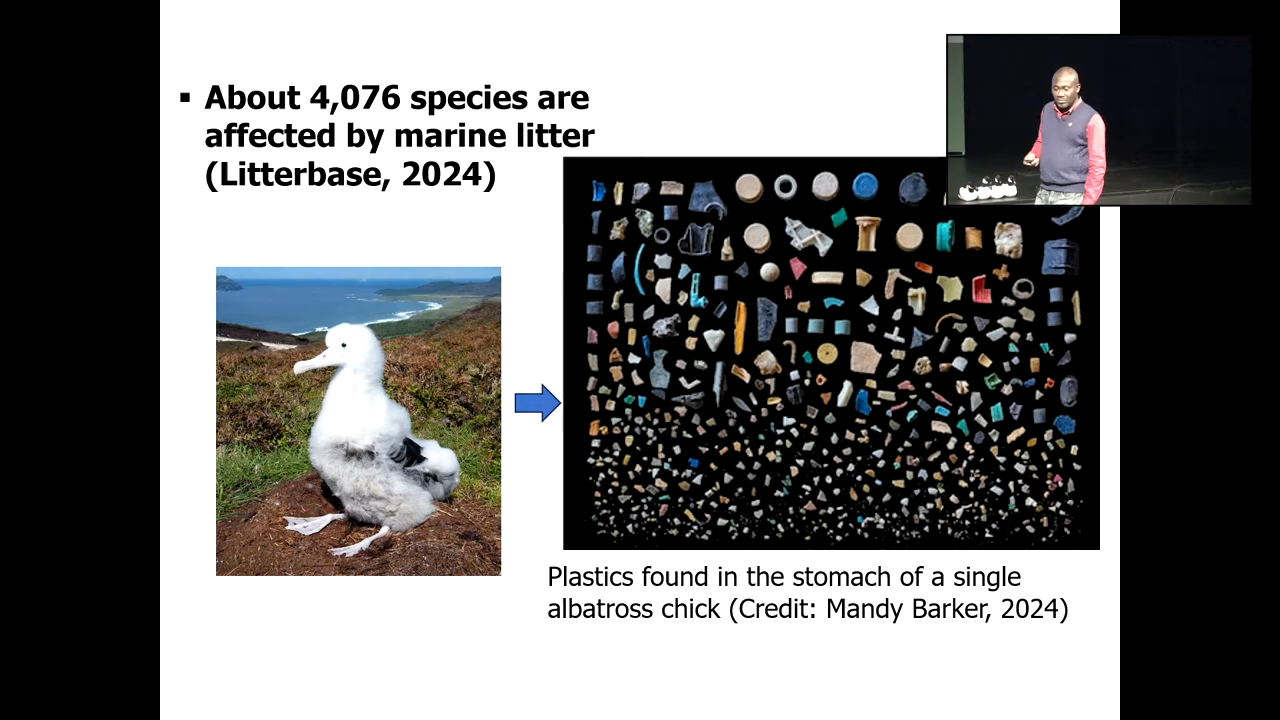 ▪ About 4,076 species are
affected by marine litter
(Litterbase, 2024)
Plastics found in the stomach of a single
albatross chick (Credit: Mandy Barker, 2024)